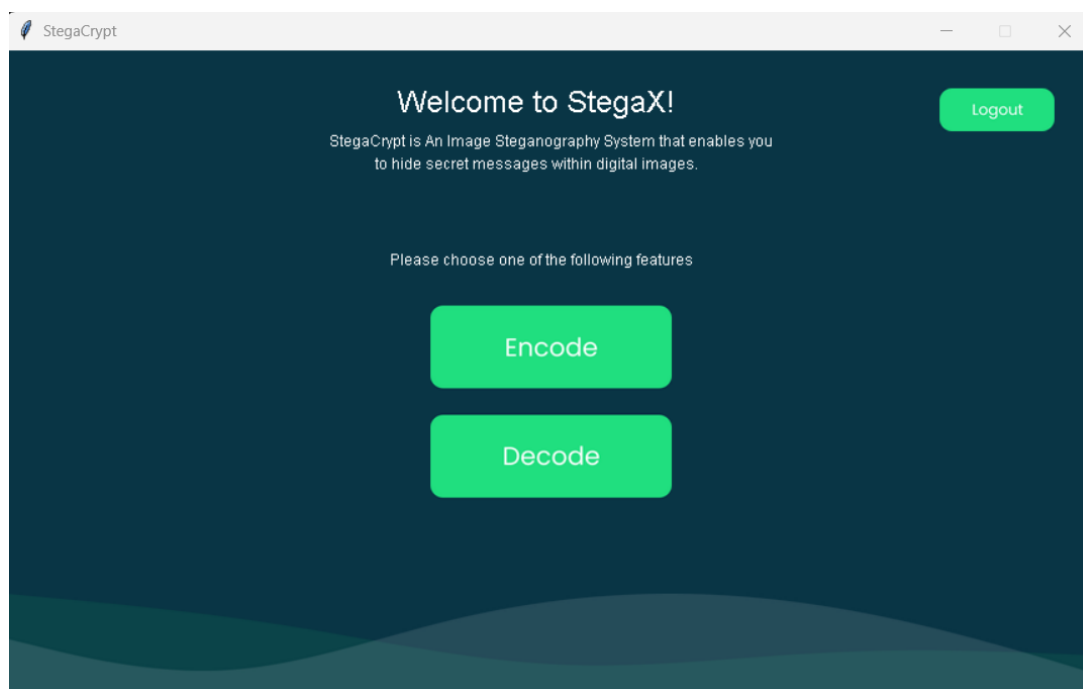 StegaCrypt
Welcome to StegaX!
Logout
StegaCrypt is An Image Steganography System that enables you
to hide secret messages within digital images.
Please choose one of the following features
Encode
Decode